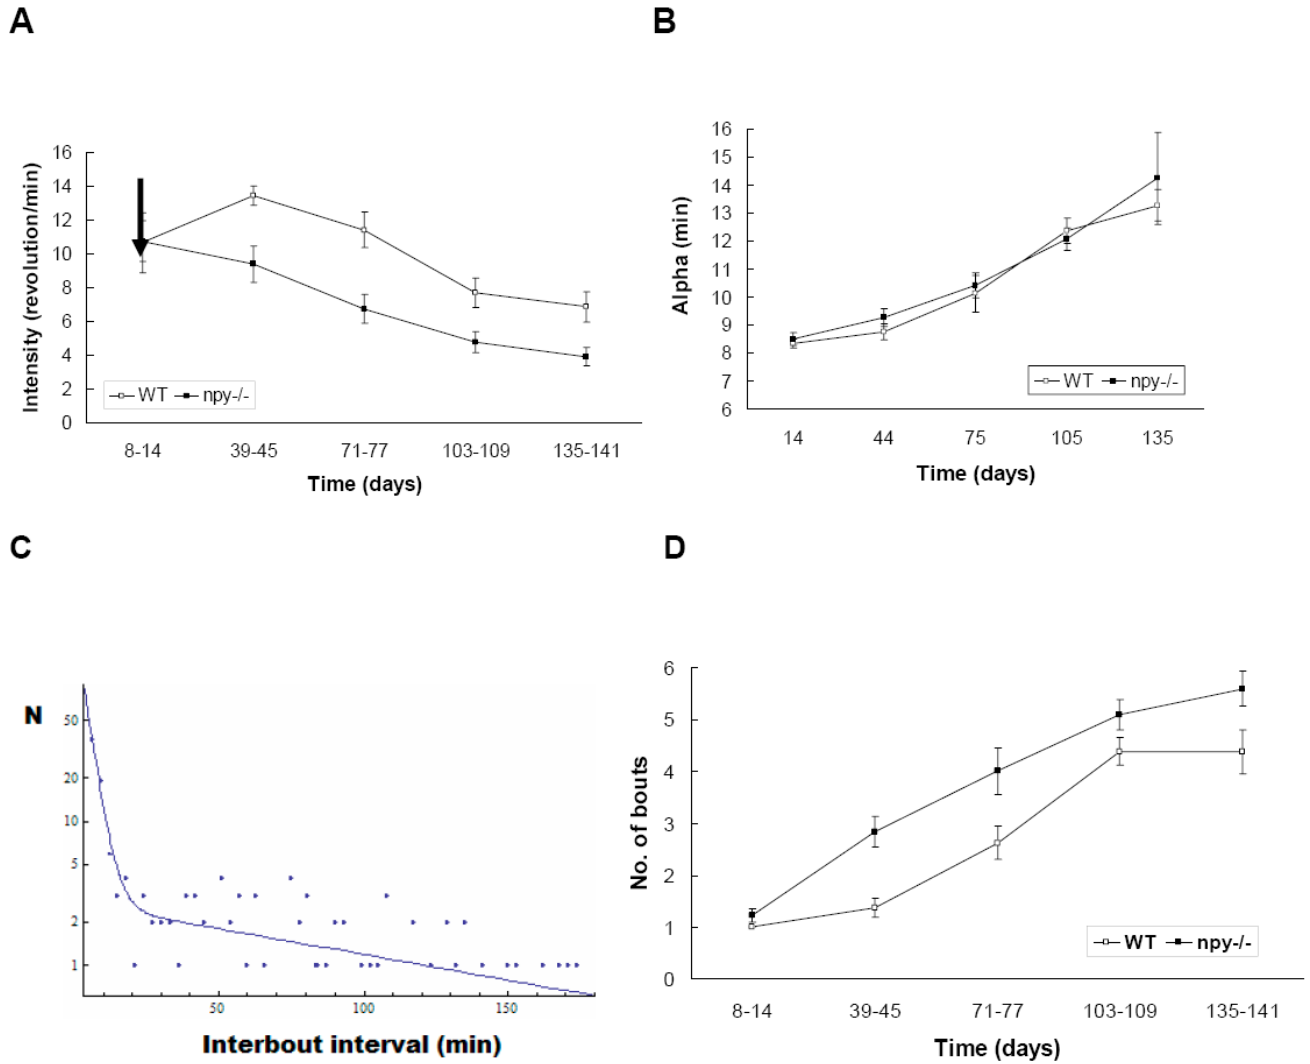 A
B
Intensity (revolution/min)
16
14
12
10
8
6
4
2
0
WT npy-/-
8-14 39-45 71-77 103-109 135-141
Time (days)
Alpha (min)
16
15
14
13
12
11
10
9
8
7
6
WT npy-/-
14 44 75 105 135
Time (days)
C
D
N
50
20
10
5
2
1
50 100 150
Interbout interval (min)
No. of bouts
6
5
4
3
2
1
0
WT npy-/-
8-14 39-45 71-77 103-109 135-141
Time (days)